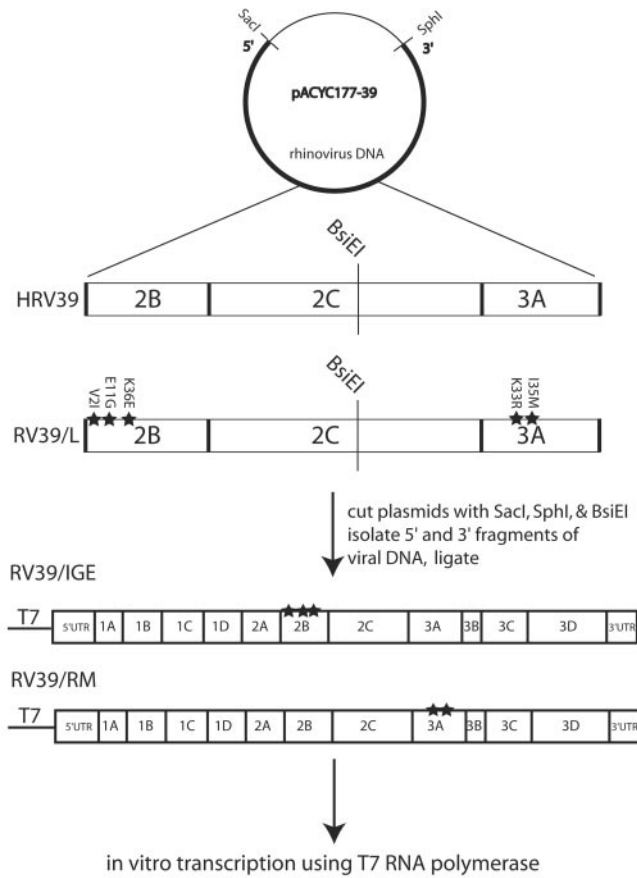 SacI
SphI
5'
3'
pACYC177-39
rhinovirus DNA
BsiEI
HRV39
2B
2C
3A
V2I
E11G
K36E
BsiEI
K33R
I35M
RV39/L
2B
2C
3A
cut plasmids with SacI, SphI, & BsiEI
isolate 5' and 3' fragments of
viral DNA, ligate
RV39/IGE
T7
5'UTR 1A 1B 1C 1D 2A 2B 2C 3A 3B 3C 3D 3'UTR
RV39/RM
T7
5'UTR 1A 1B 1C 1D 2A 2B 2C 3A 3B 3C 3D 3'UTR
in vitro transcription using T7 RNA polymerase